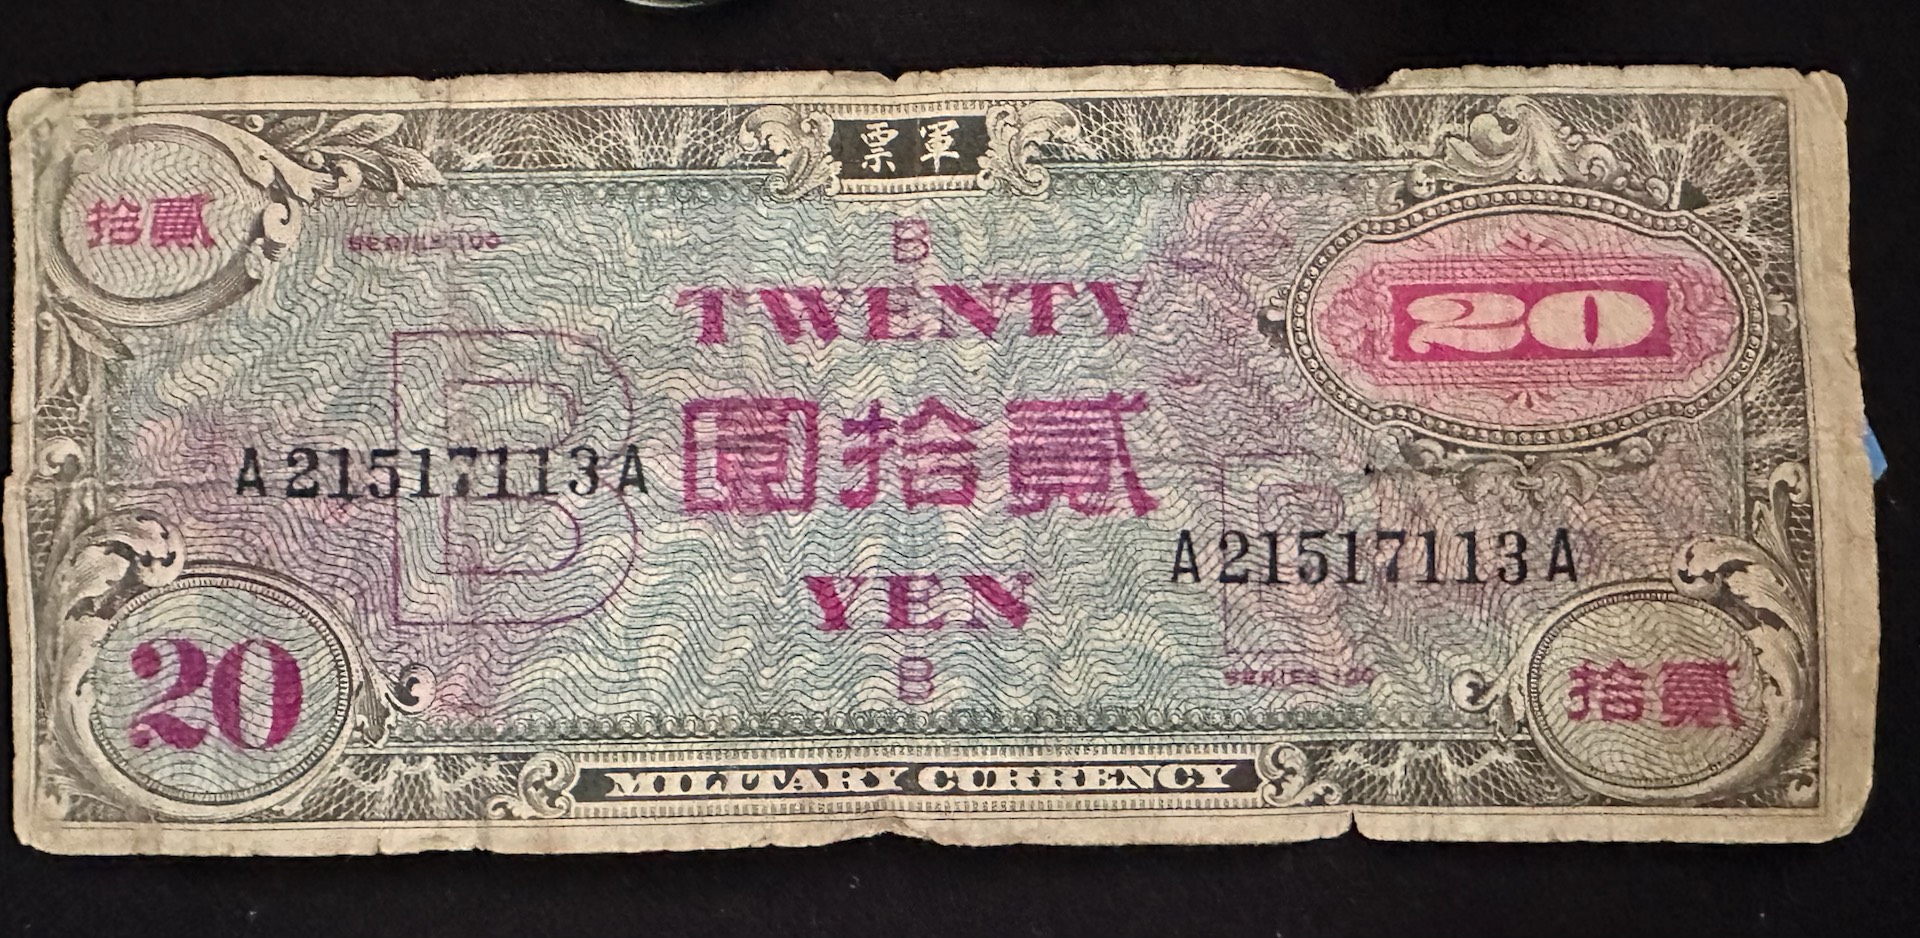 票軍
拾貳
SERIES 100
B
TWENTY
20
B
圓拾貳
A21517113A
A21517113A
YEN
B
SERIES 100
20
拾貳
MILITARY CURRENCY